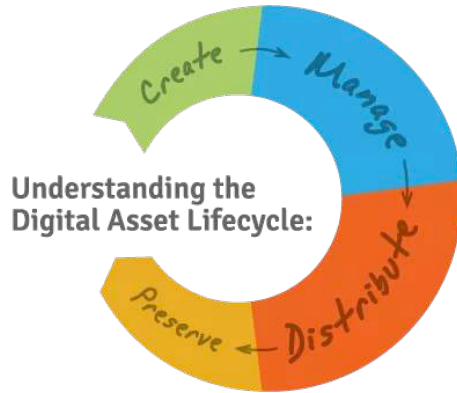 Create
Manage
Understanding the
Digital Asset Lifecycle:
Distribute
Preserve